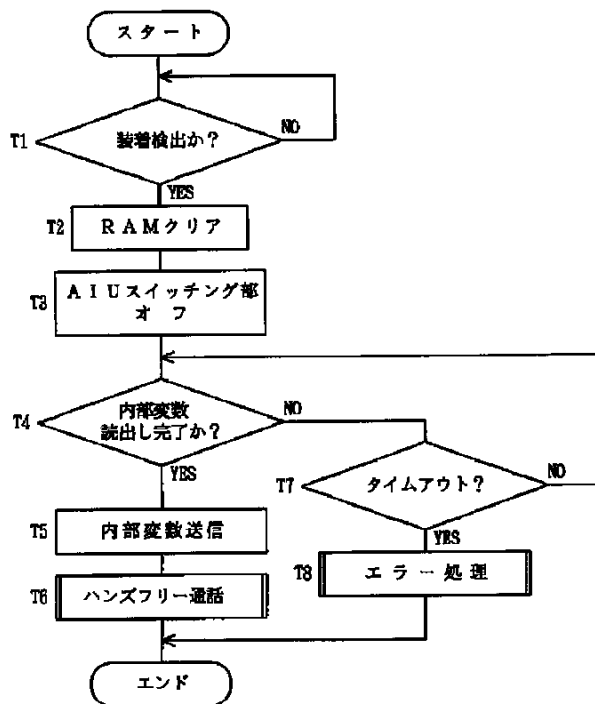 スタート
T1 装着検出か? NO
YES
T2 RAMクリア
T3 AIUスイッチング部
オフ
T4 内部変数
読出し完了か? NO
YES
T7 タイムアウト? NO
YES
T5 内部変数送信
T8 エラー処理
T6 ハンズフリー通話
エンド